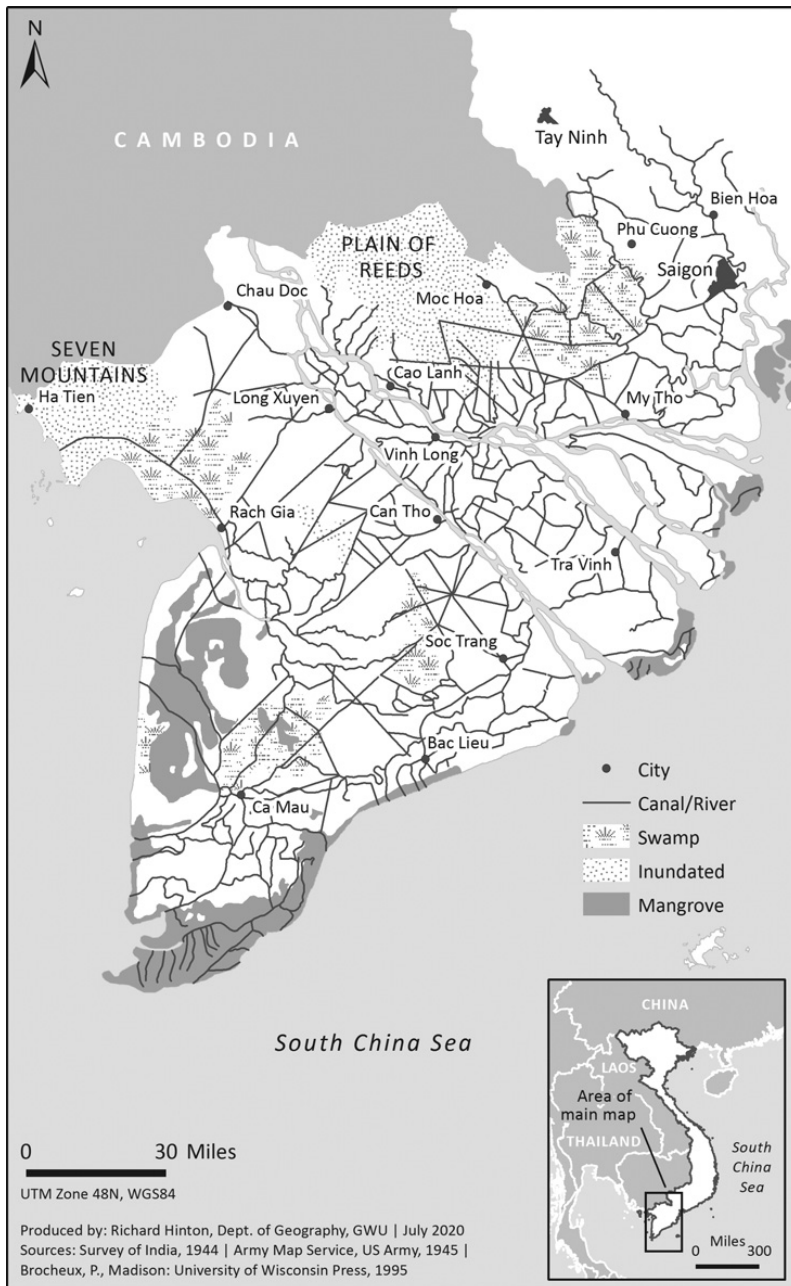 N
CAMBODIA
Tay Ninh
Bien Hoa
Phu Cuong
PLAIN OF
REEDS
Saigon
Moc Hoa
Chau Doc
SEVEN
MOUNTAINS
Cao Lanh
Ha Tien
Long Xuyen
My Tho
Vinh Long
Rach Gia
Can Tho
Tra Vinh
Soc Trang
Bac Lieu
Ca Mau
City
Canal/River
Swamp
Inundated
Mangrove
South China Sea
0 30 Miles
UTM Zone 48N, WGS84
Produced by: Richard Hinton, Dept. of Geography, GWU | July 2020
Sources: Survey of India, 1944 | Army Map Service, US Army, 1945 |
Brocheux, P., Madison: University of Wisconsin Press, 1995
CHINA
LAOS
Area of
main map
THAILAND
South
China
Sea
Miles
0 300